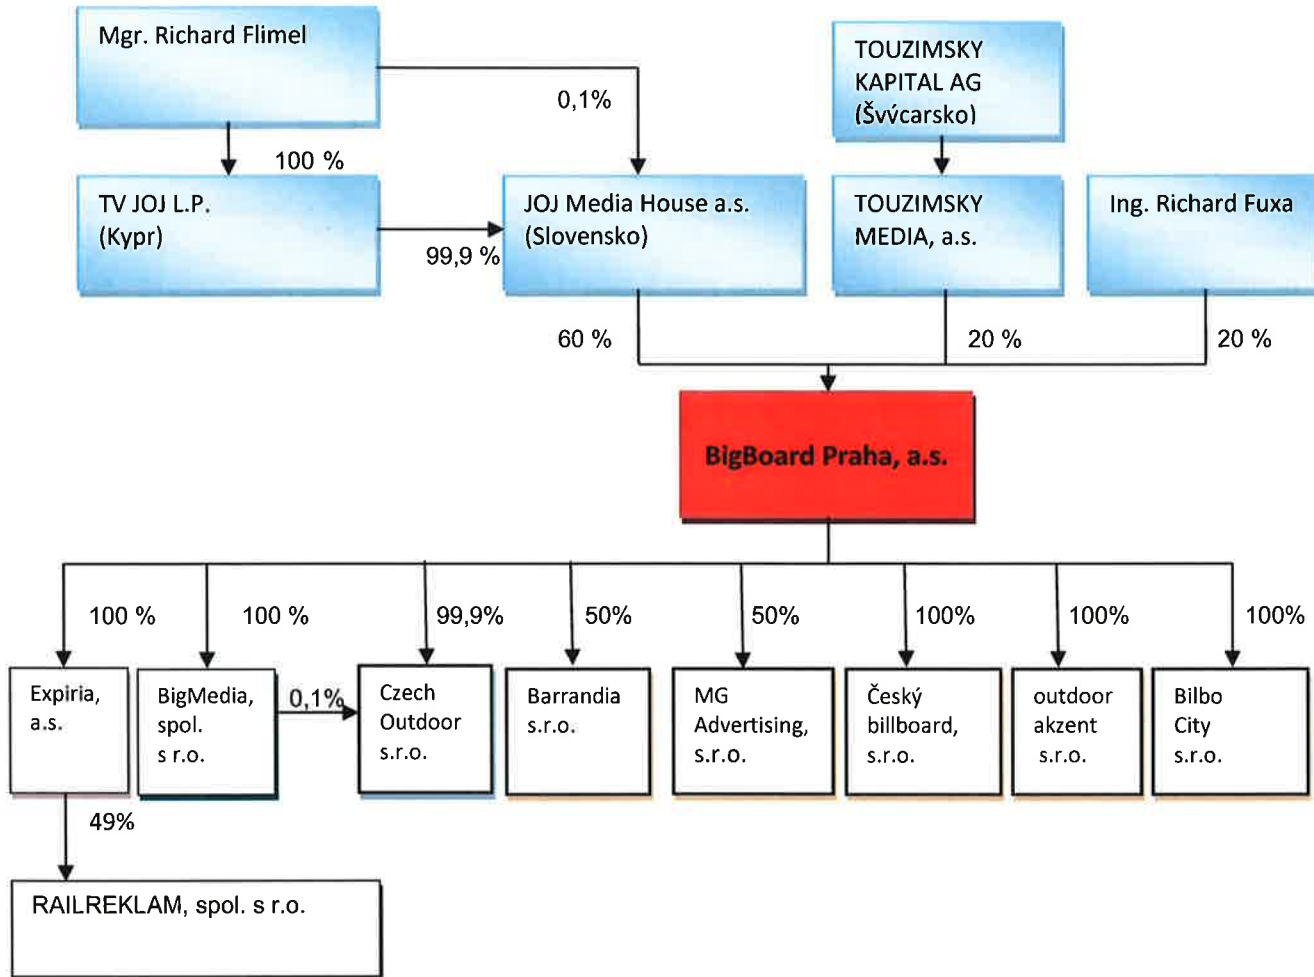 Mgr. Richard Flimel
TOUZIMSKY
KAPITAL AG
(Švýcarsko)
0,1%
100 %
TV JOJ L.P.
(Kypr)
99,9 %
JOJ Media House a.s.
(Slovensko)
TOUZIMSKY
MEDIA, a.s.
Ing. Richard Fuxa
60 %
20 %
20 %
BigBoard Praha, a.s.
100 %
100 %
99,9%
50%
50%
100%
100%
100%
Expiria,
a.s.
BigMedia,
spol.
s r.o.
0,1%
Czech
Outdoor
s.r.o.
Barrandia
s.r.o.
MG
Advertising,
s.r.o.
Český
billboard,
s.r.o.
outdoor
akzent
s.r.o.
Bilbo
City
s.r.o.
49%
RAILREKLAM, spol. s r.o.